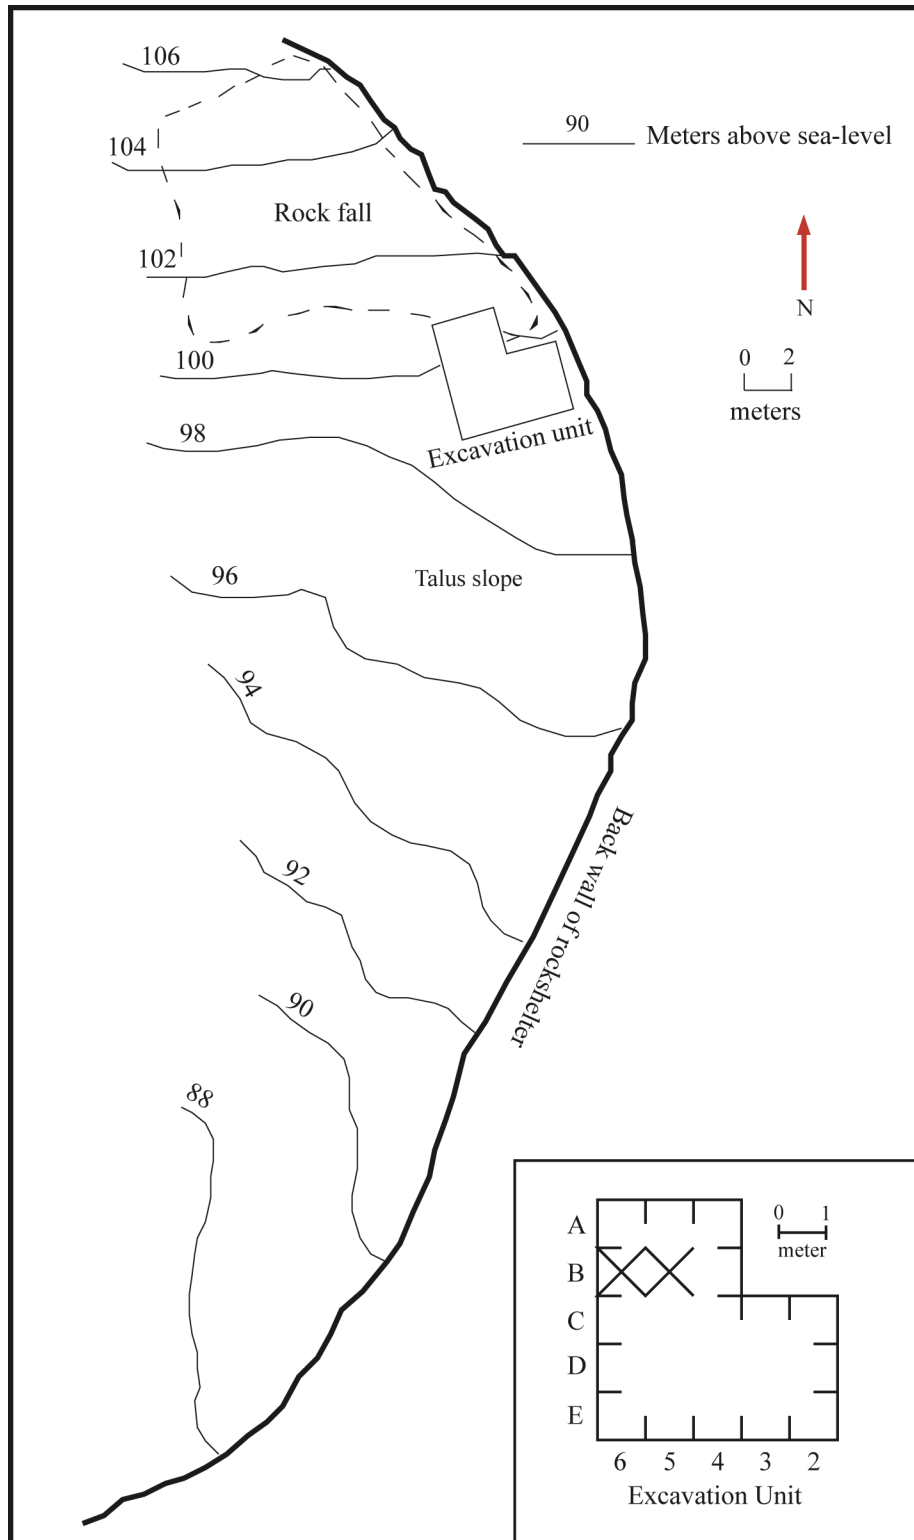 106
90
Meters above sea-level
104
Rock fall
102
N
100
0 2
meters
98
Excavation unit
96
Talus slope
94
92
Back wall of rockshelter
90
88
A
B
C
D
E
0 1
meter
6 5 4 3 2
Excavation Unit